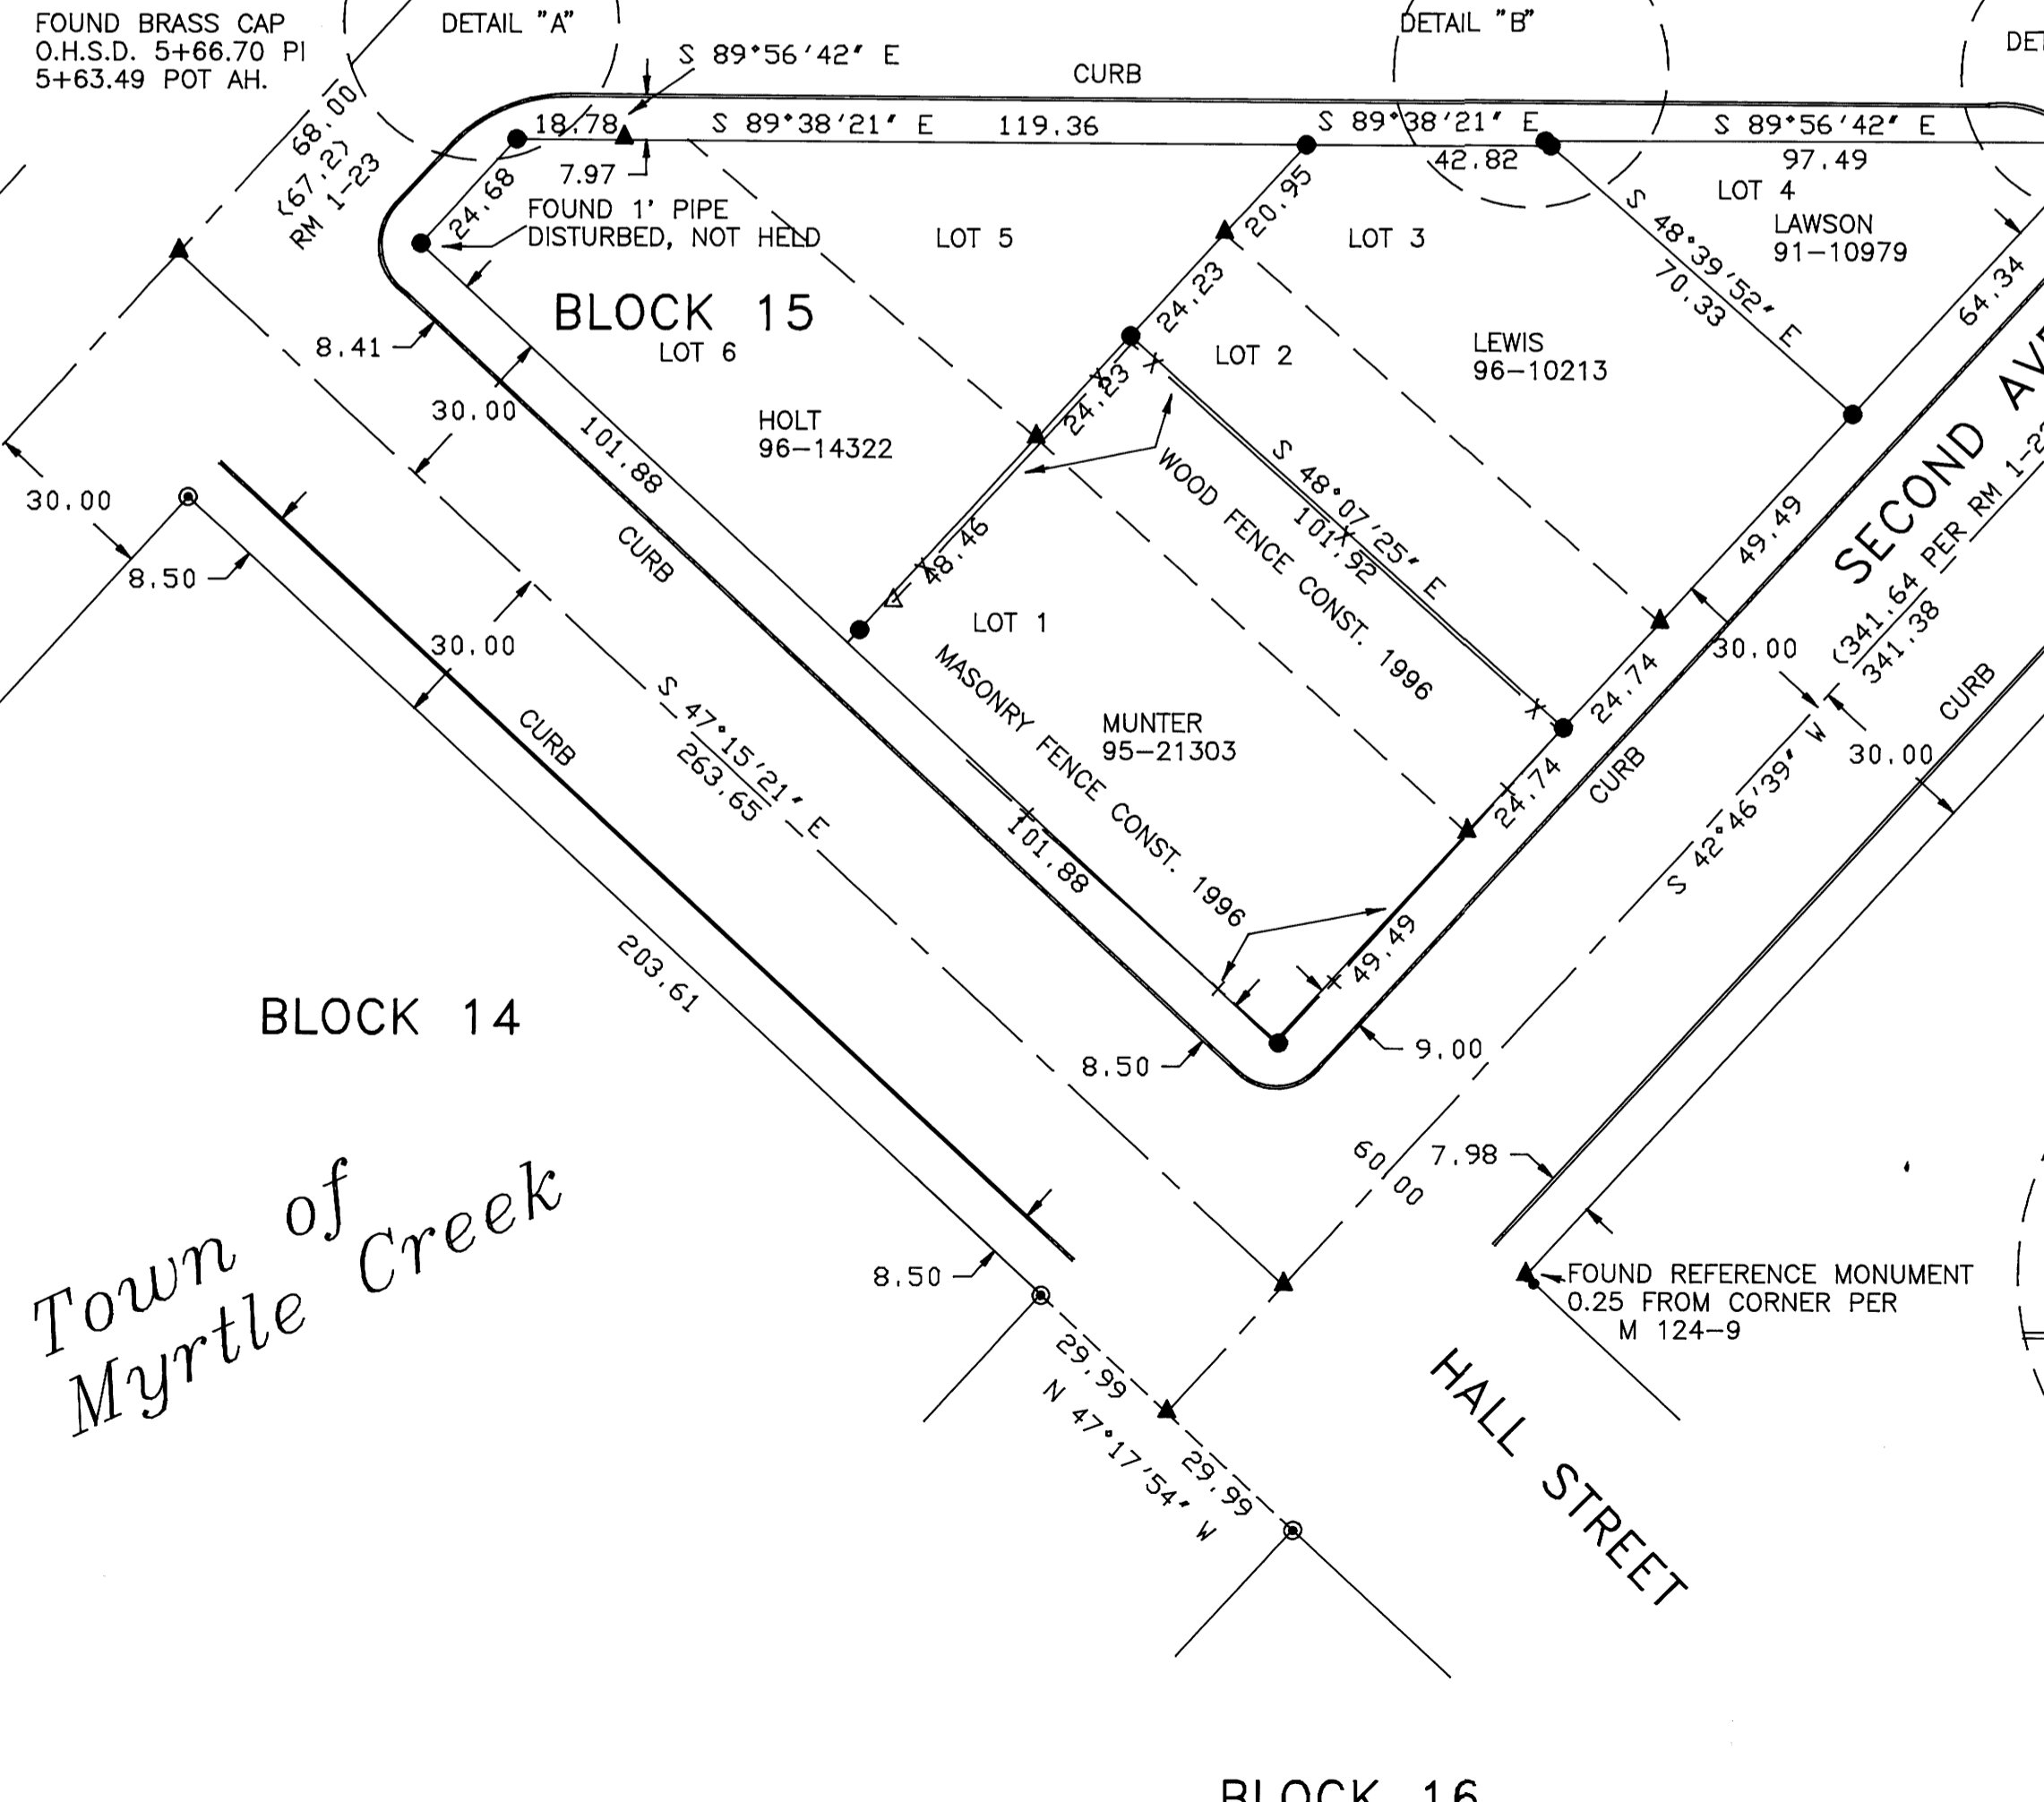 FOUND BRASS CAP
O.H.S.D. 5+66.70 PI
5+63.49 POT AH.
DETAIL "A"
DETAIL "B"
S 89°56'42" E
CURB
68.00
(67.2)
RM 1-23
18.78
S 89°38'21" E 119.36
S 89°38'21" E
42.82
S 89°56'42" E
97.49
7.97
24.68
FOUND 1' PIPE
DISTURBED, NOT HELD
LOT 5
20.95
LOT 3
LOT 4
LAWSON
91-10979
S 48°39'52" E
70.33
64.34
BLOCK 15
LOT 6
8.41
30.00
24.23
LOT 2
LEWIS
96-10213
HOLT
96-14322
24.23
101.88
SECOND
30.00
8.50
CURB
WOOD FENCE CONST. 1996
S 48°07'25" E
101.92
49.49
48.46
LOT 1
30.00
30.00
(341.64 PER RM 1-2
341.38
CURB
24.74
MASONRY FENCE CONST. 1996
MUNTER
95-21303
S 47°15'21" E
263.65
CURB
24.74
CURB
S 42°46'39" W
30.00
101.88
49.49
203.61
BLOCK 14
8.50
9.00
60.00
7.98
Town of
Myrtle Creek
8.50
FOUND REFERENCE MONUMENT
0.25 FROM CORNER PER
M 124-9
29.99
N 47°17'54" W
29.99
HALL STREET
BLOCK 16